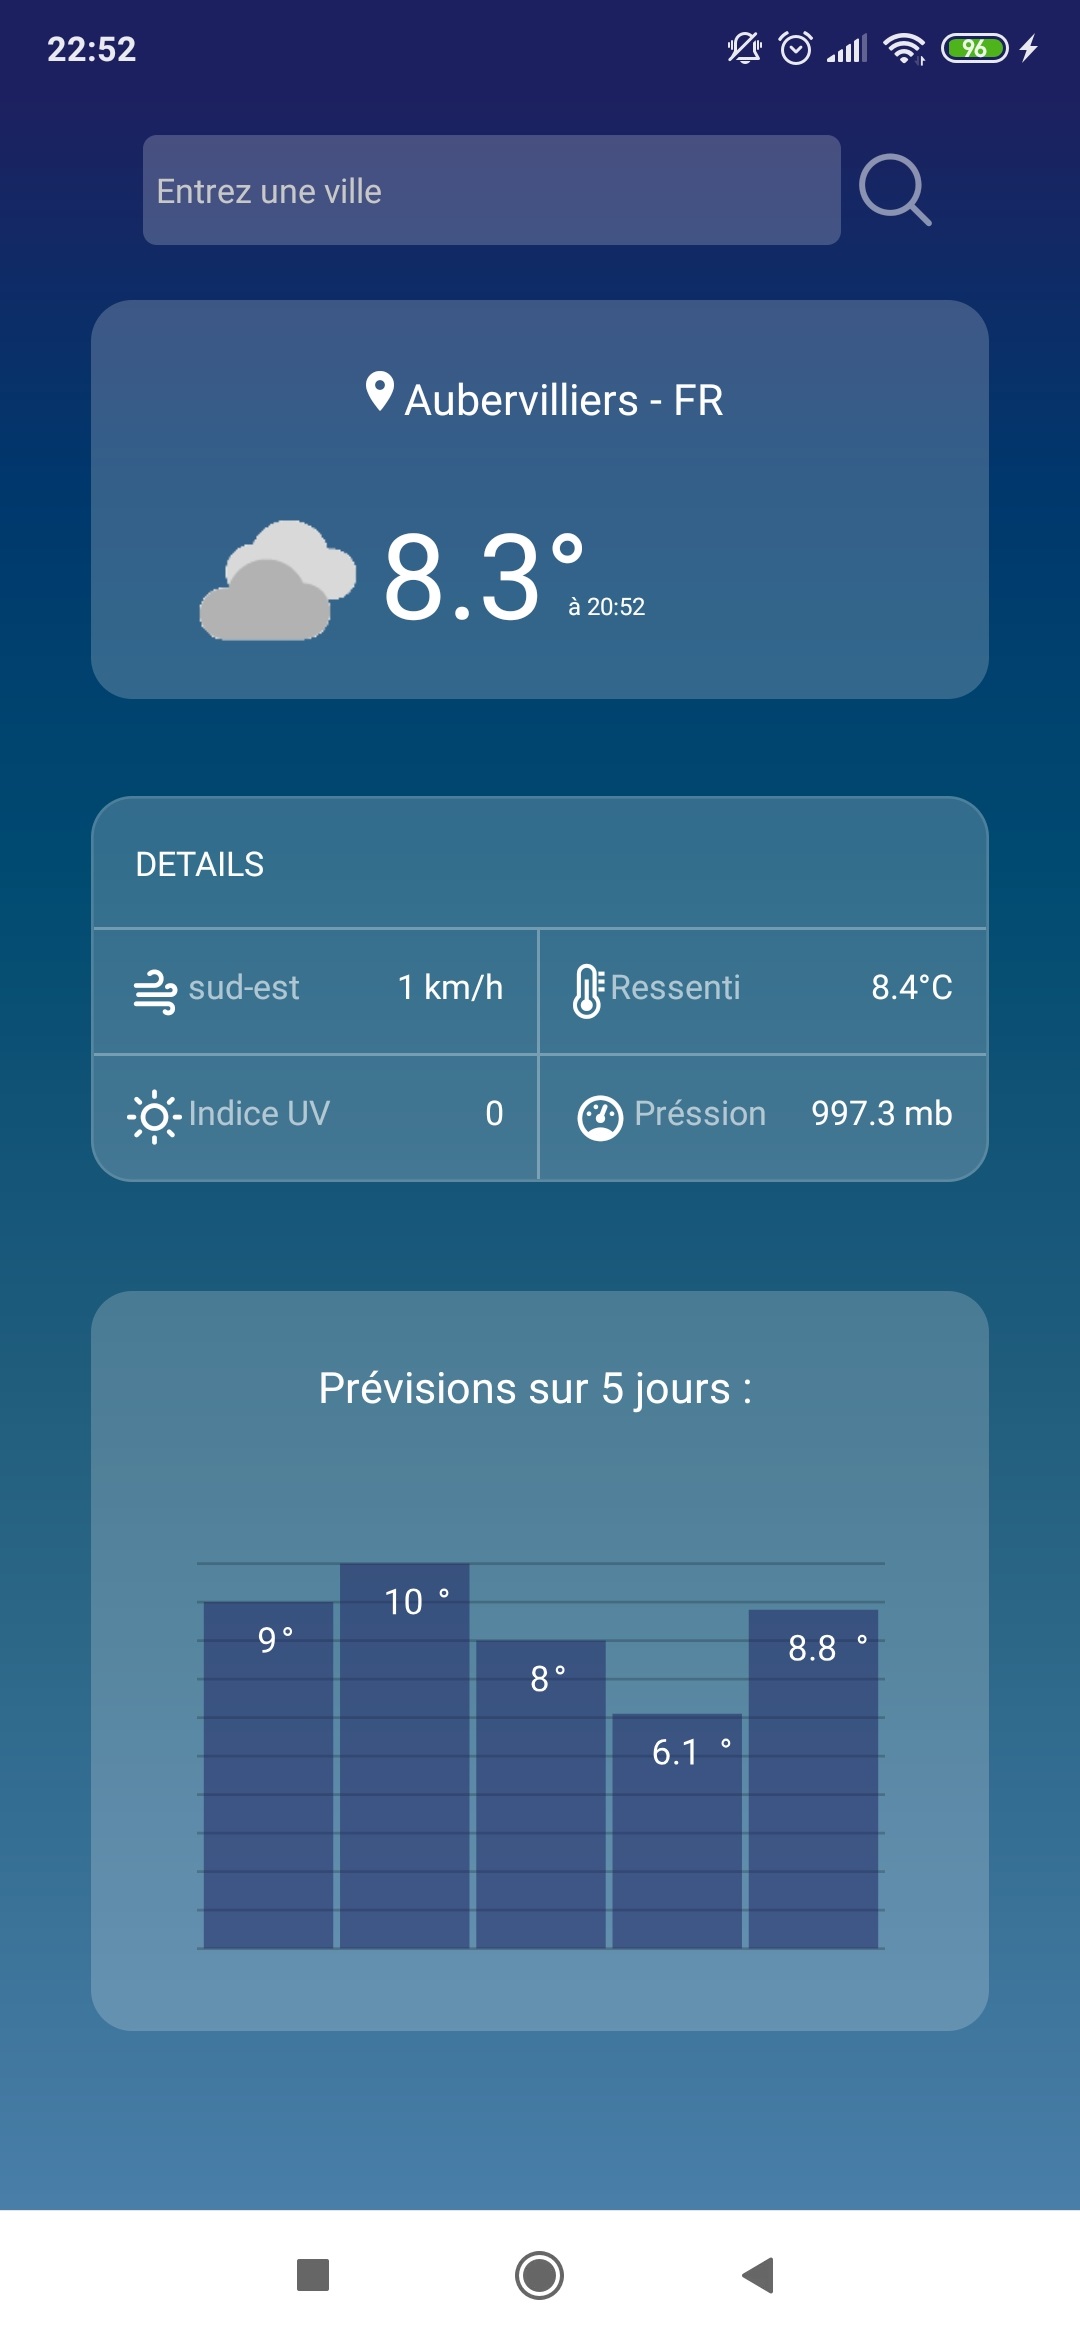 22:52 96
Entrez une ville
Aubervilliers - FR
8.3°
à 20:52
DETAILS
sud-est 1 km/h Ressenti 8.4°C
Indice UV 0 Préssion 997.3 mb
Prévisions sur 5 jours :
9° 10 ° 8° 6.1 ° 8.8 °